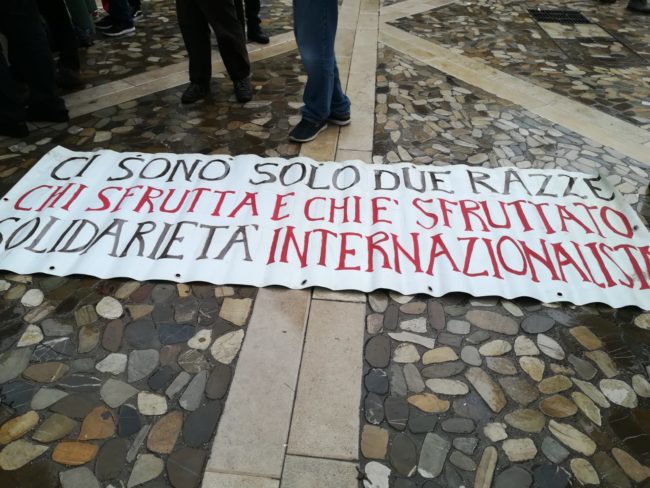 CI SONO SOLO DUE RAZZE
CHI SFRUTTA E CHI E' SFRUTTATO
SOLIDARIETA' INTERNAZIONALISTA